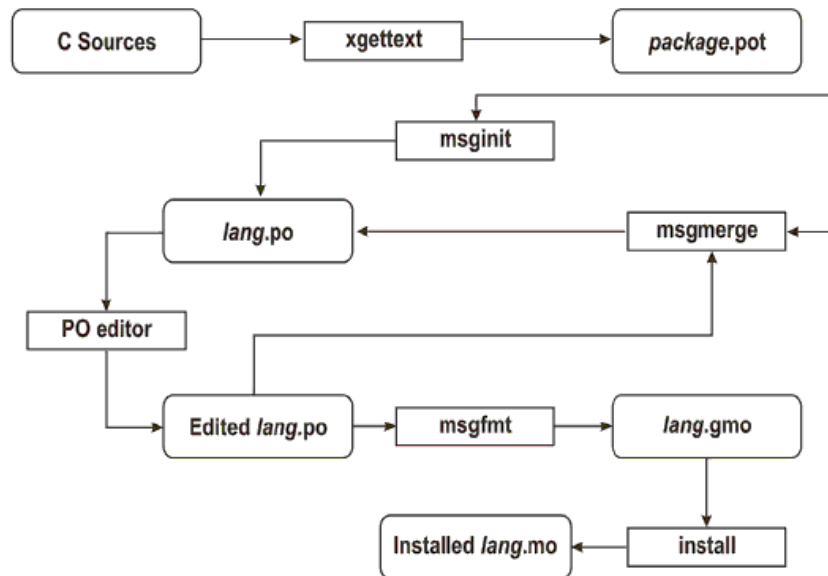 C Sources
xgettext
package.pot
msginit
lang.po
msgmerge
PO editor
Edited lang.po
msgfmt
lang.gmo
Installed lang.mo
install